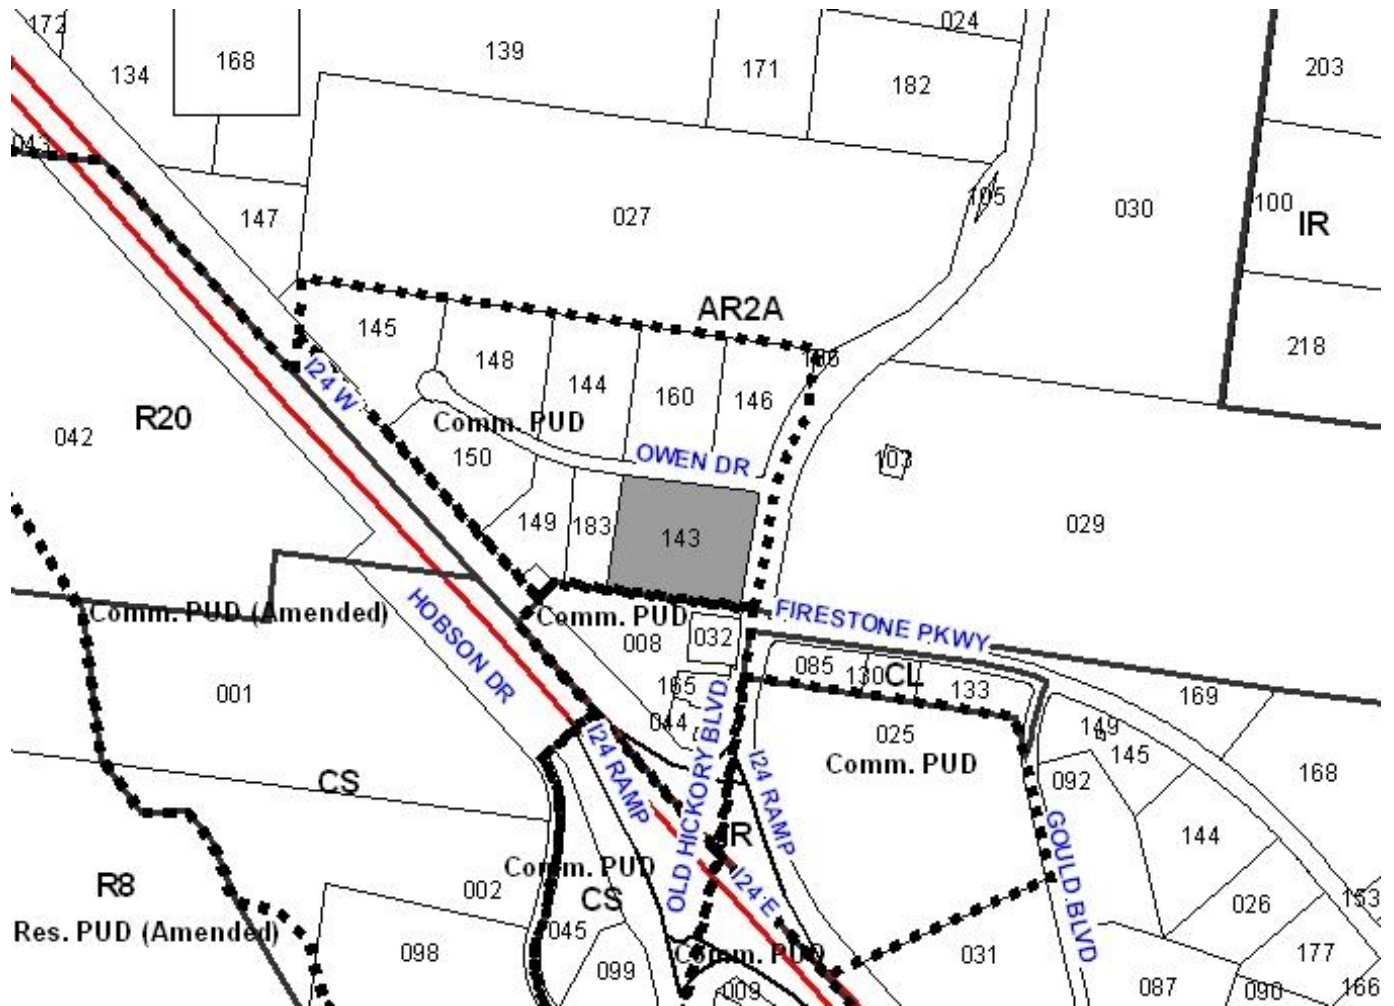 172
024
134
168
139
171
182
203
043
147
027
105
030
100
IR
AR2A
145
148
144
160
146
106
218
I24 W
R20
042
Comm. PUD
150
OWEN DR
103
149
183
143
029
Comm. PUD (Amended)
HOBSON DR
Comm. PUD
008
032
FIRESTONE PKWY
085
130
CL
133
169
001
165
044
OLD HICKORY BLVD
I24 RAMP
I24 RAMP
025
Comm. PUD
149
145
092
168
CS
144
GOULD BLVD
IR
I24 E
R8
002
Comm. PUD
CS
026
153
Res. PUD (Amended)
098
045
099
Comm. PUD
031
177
009
087
090
166